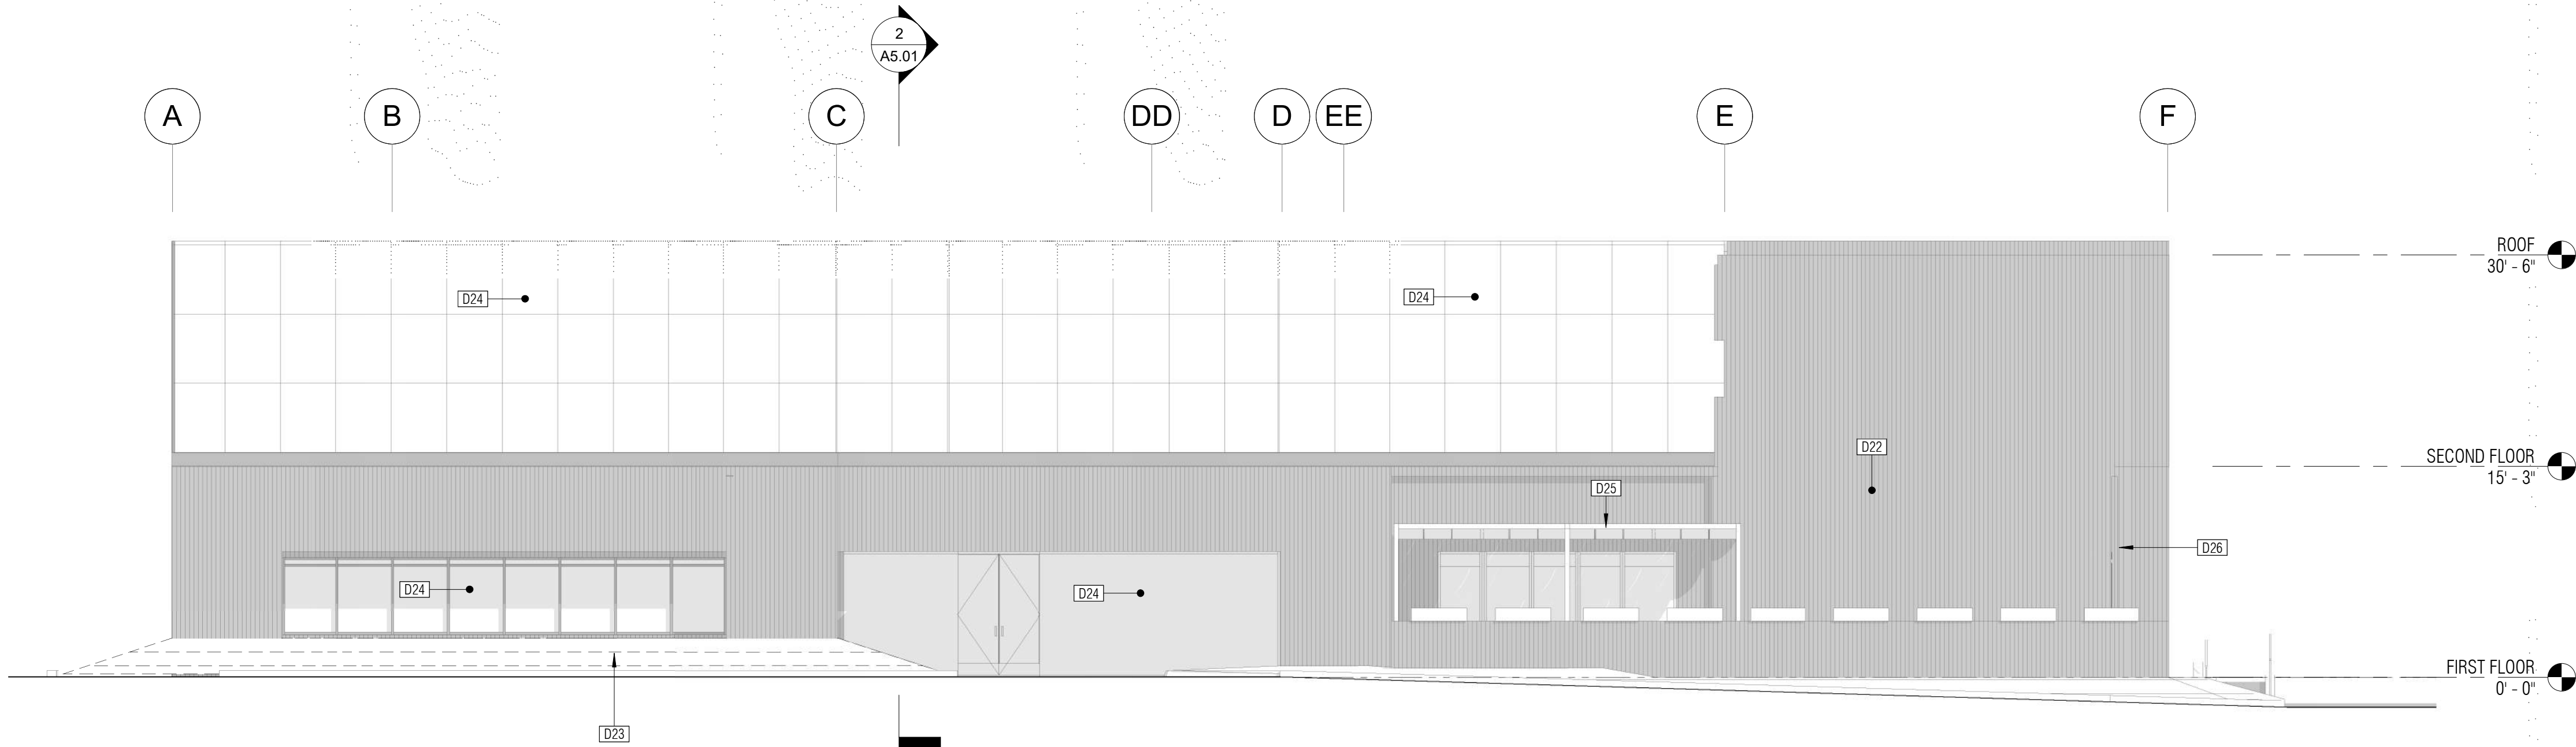 2
A5.01
A
B
C
DD
D
EE
E
F
ROOF
30' - 6"
D24
D24
D22
SECOND FLOOR
15' - 3"
D25
D26
D24
D24
FIRST FLOOR
0' - 0"
D23